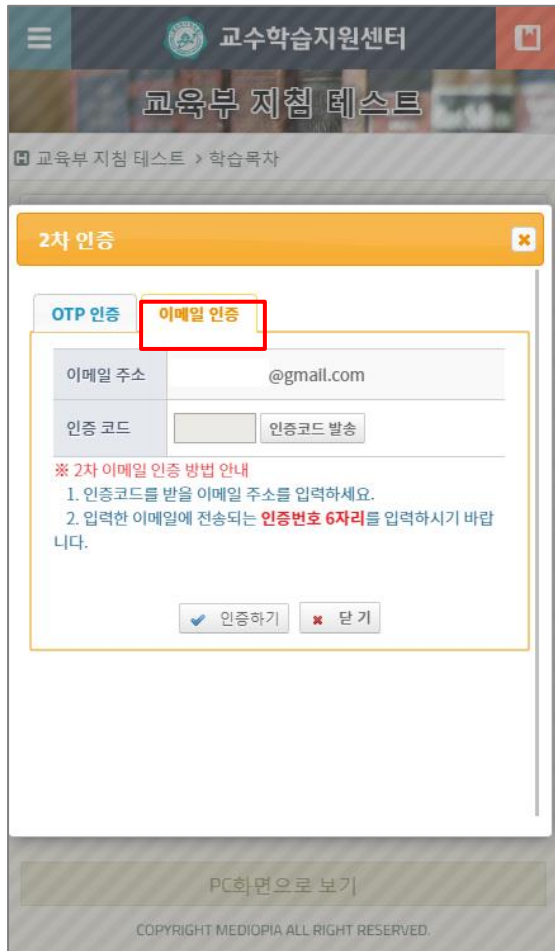 교수학습지원센터
교육부 지침 테스트
교육부 지침 테스트 > 학습목차
2차 인증
OTP 인증 이메일 인증
이메일 주소 @gmail.com
인증 코드 인증코드 발송
※ 2차 이메일 인증 방법 안내
1. 인증코드를 받을 이메일 주소를 입력하세요.
2. 입력한 이메일에 전송되는 인증번호 6자리를 입력하시기 바랍
니다.
인증하기 닫 기
PC화면으로 보기
COPYRIGHT MEDIOPIA ALL RIGHT RESERVED.